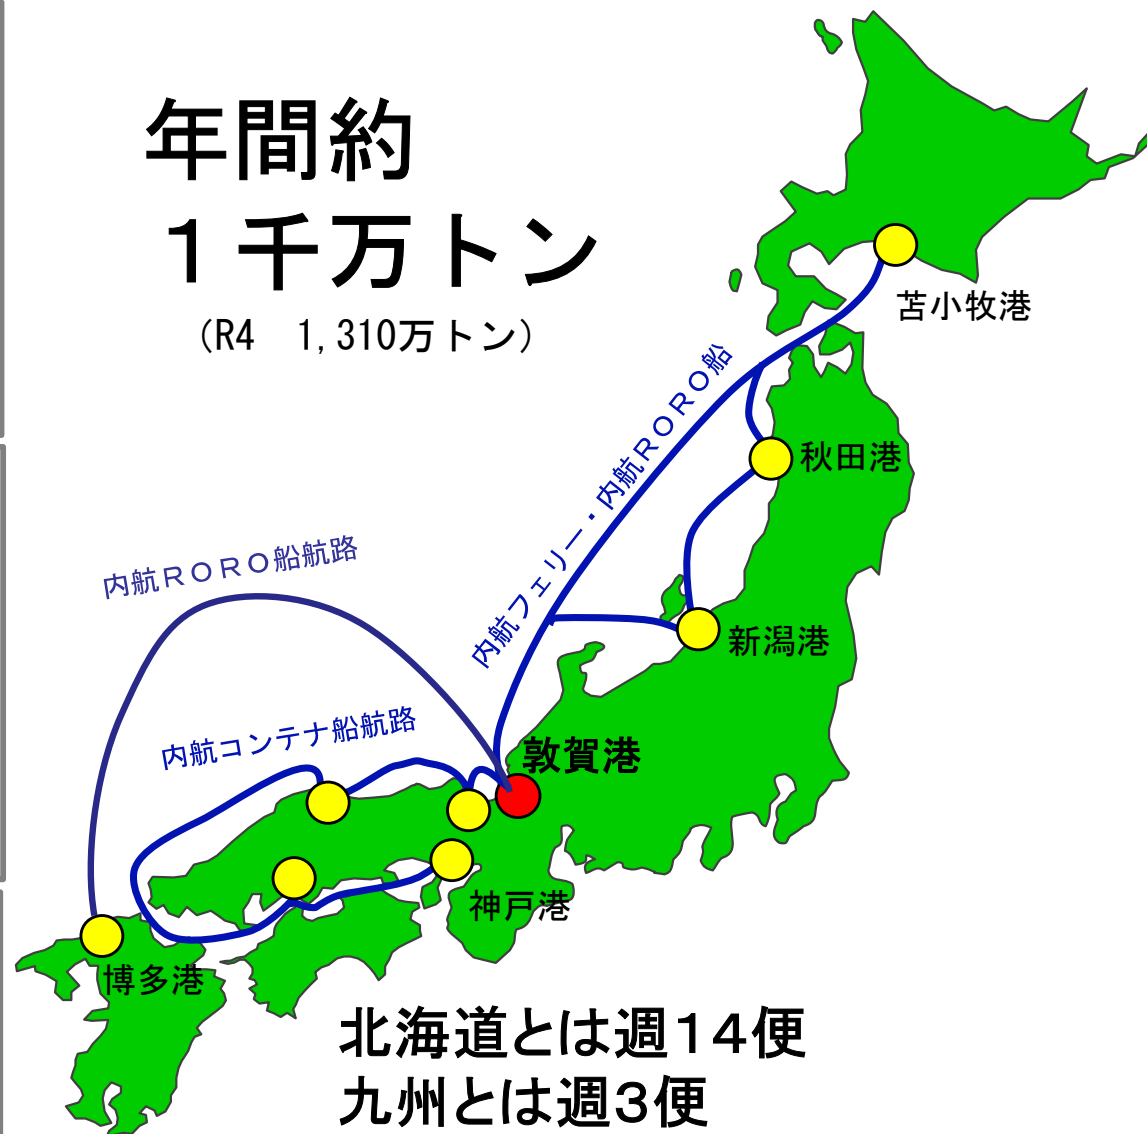 年間約
１千万トン
（R4　1,310万トン）
苫小牧港
内航フェリー・内航ＲＯＲＯ船
秋田港
内航ＲＯＲＯ船航路
新潟港
内航コンテナ船航路
敦賀港
神戸港
博多港
北海道とは週１４便
九州とは週３便